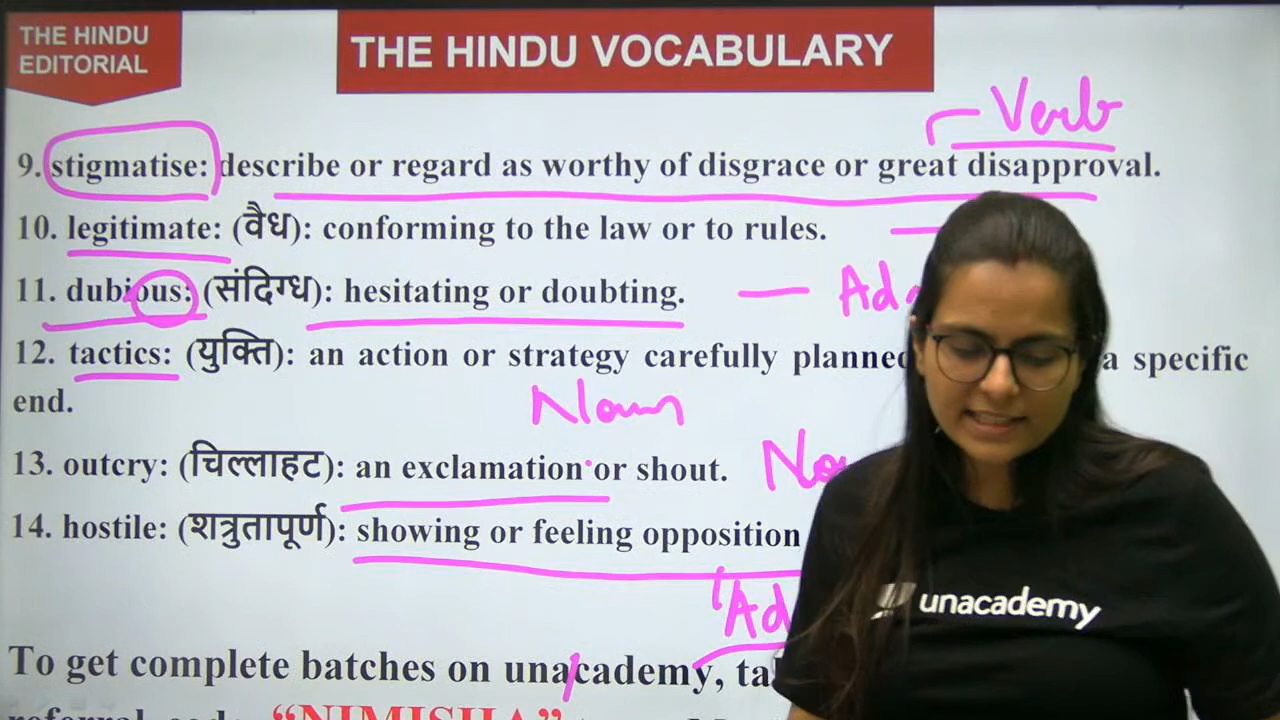 THE HINDU
EDITORIAL
THE HINDU VOCABULARY
Verb
9. stigmatise: describe or regard as worthy of disgrace or great disapproval.
10. legitimate: (वैध): conforming to the law or to rules.
11. dubious: (संदिग्ध): hesitating or doubting.
12. tactics: (युक्ति): an action or strategy carefully planned a specific
end.
Noun
13. outcry: (चिल्लाहट): an exclamation or shout.
14. hostile: (शत्रुतापूर्ण): showing or feeling opposition
unacademy
To get complete batches on unacademy,
referral code "NIMISHA"